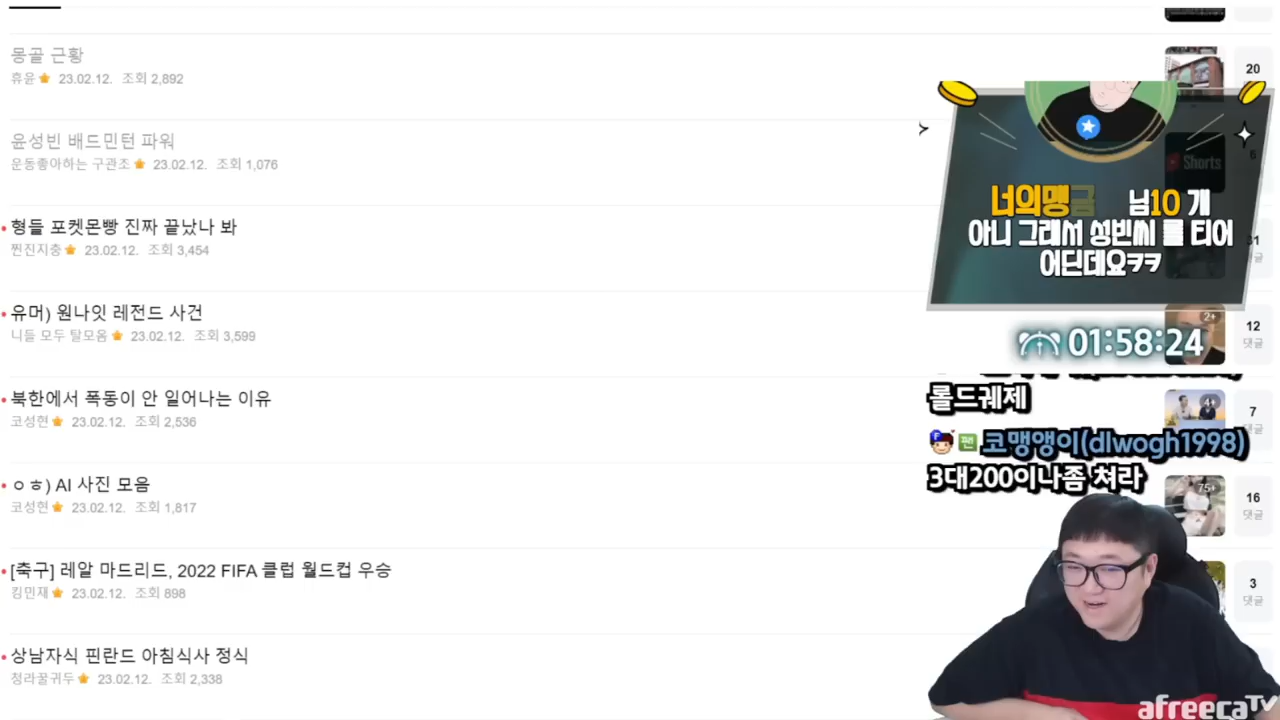 몽골 근황
휴윤 23.02.12. 조회 2,892
20
윤성빈 배드민턴 파워
운동좋아하는 구관조 23.02.12. 조회 1,076
6
Shorts
형들 포켓몬빵 진짜 끝났나 봐
찐진지충 23.02.12. 조회 3,454
31
너의맹금 님10 개
아니 그래서 성빈씨 롤 티어
어딘데요ㅋㅋ
유머) 원나잇 레전드 사건
니들 모두 탈모옴 23.02.12. 조회 3,599
2+
12
댓글
01:58:24
롤드퀘제
북한에서 폭동이 안 일어나는 이유
코성현 23.02.12. 조회 2,536
4+
7
댓글
코맹앵이(dlwogh1998)
3대200이나좀 쳐라
ㅇㅎ) AI 사진 모음
코성현 23.02.12. 조회 1,817
75+
16
댓글
[축구] 레알 마드리드, 2022 FIFA 클럽 월드컵 우승
킹민재 23.02.12. 조회 898
3
댓글
상남자식 핀란드 아침식사 정식
청라꿀귀두 23.02.12. 조회 2,338
afreecaTV